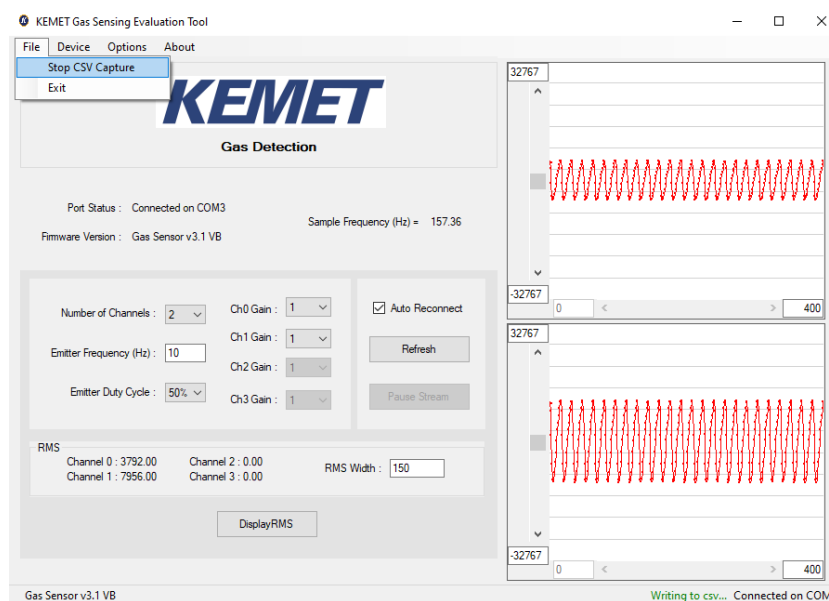 KEMET Gas Sensing Evaluation Tool
File Device Options About
Stop CSV Capture
Exit
KEMET
Gas Detection
Port Status : Connected on COM3
Firmware Version : Gas Sensor v3.1 VB
Sample Frequency (Hz) = 157.36
Number of Channels : 2
Emitter Frequency (Hz) : 10
Emitter Duty Cycle : 50%
Ch0 Gain : 1
Ch1 Gain : 1
Ch2 Gain : 1
Ch3 Gain : 1
Auto Reconnect
Refresh
Pause Stream
RMS
Channel 0 : 3792.00 Channel 2 : 0.00
Channel 1 : 7956.00 Channel 3 : 0.00
RMS Width : 150
DisplayRMS
32767
-32767
0 400
32767
-32767
0 400
Gas Sensor v3.1 VB Writing to csv... Connected on COM